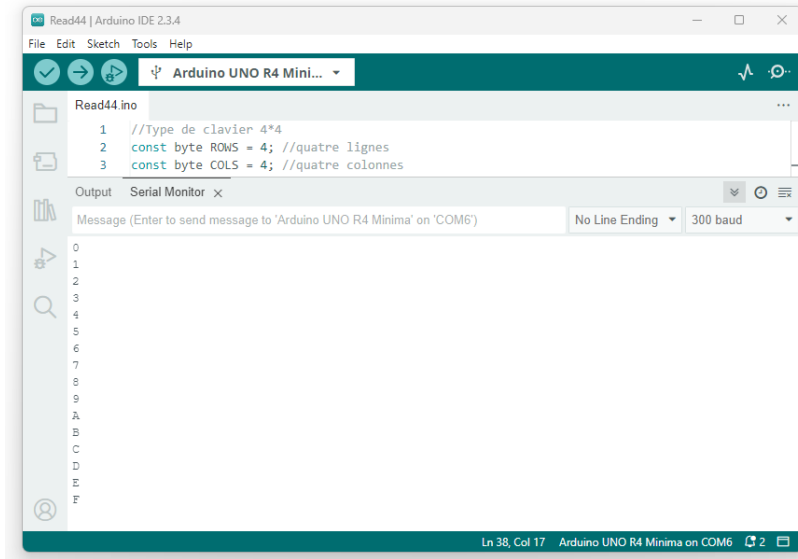 Read44 | Arduino IDE 2.3.4
File Edit Sketch Tools Help
Arduino UNO R4 Mini...
Read44.ino
1 //Type de clavier 4*4
2 const byte ROWS = 4; //quatre lignes
3 const byte COLS = 4; //quatre colonnes
Output Serial Monitor
Message (Enter to send message to 'Arduino UNO R4 Minima' on 'COM6') No Line Ending 300 baud
0
1
2
3
4
5
6
7
8
9
A
B
C
D
E
F
Ln 38, Col 17 Arduino UNO R4 Minima on COM6 2